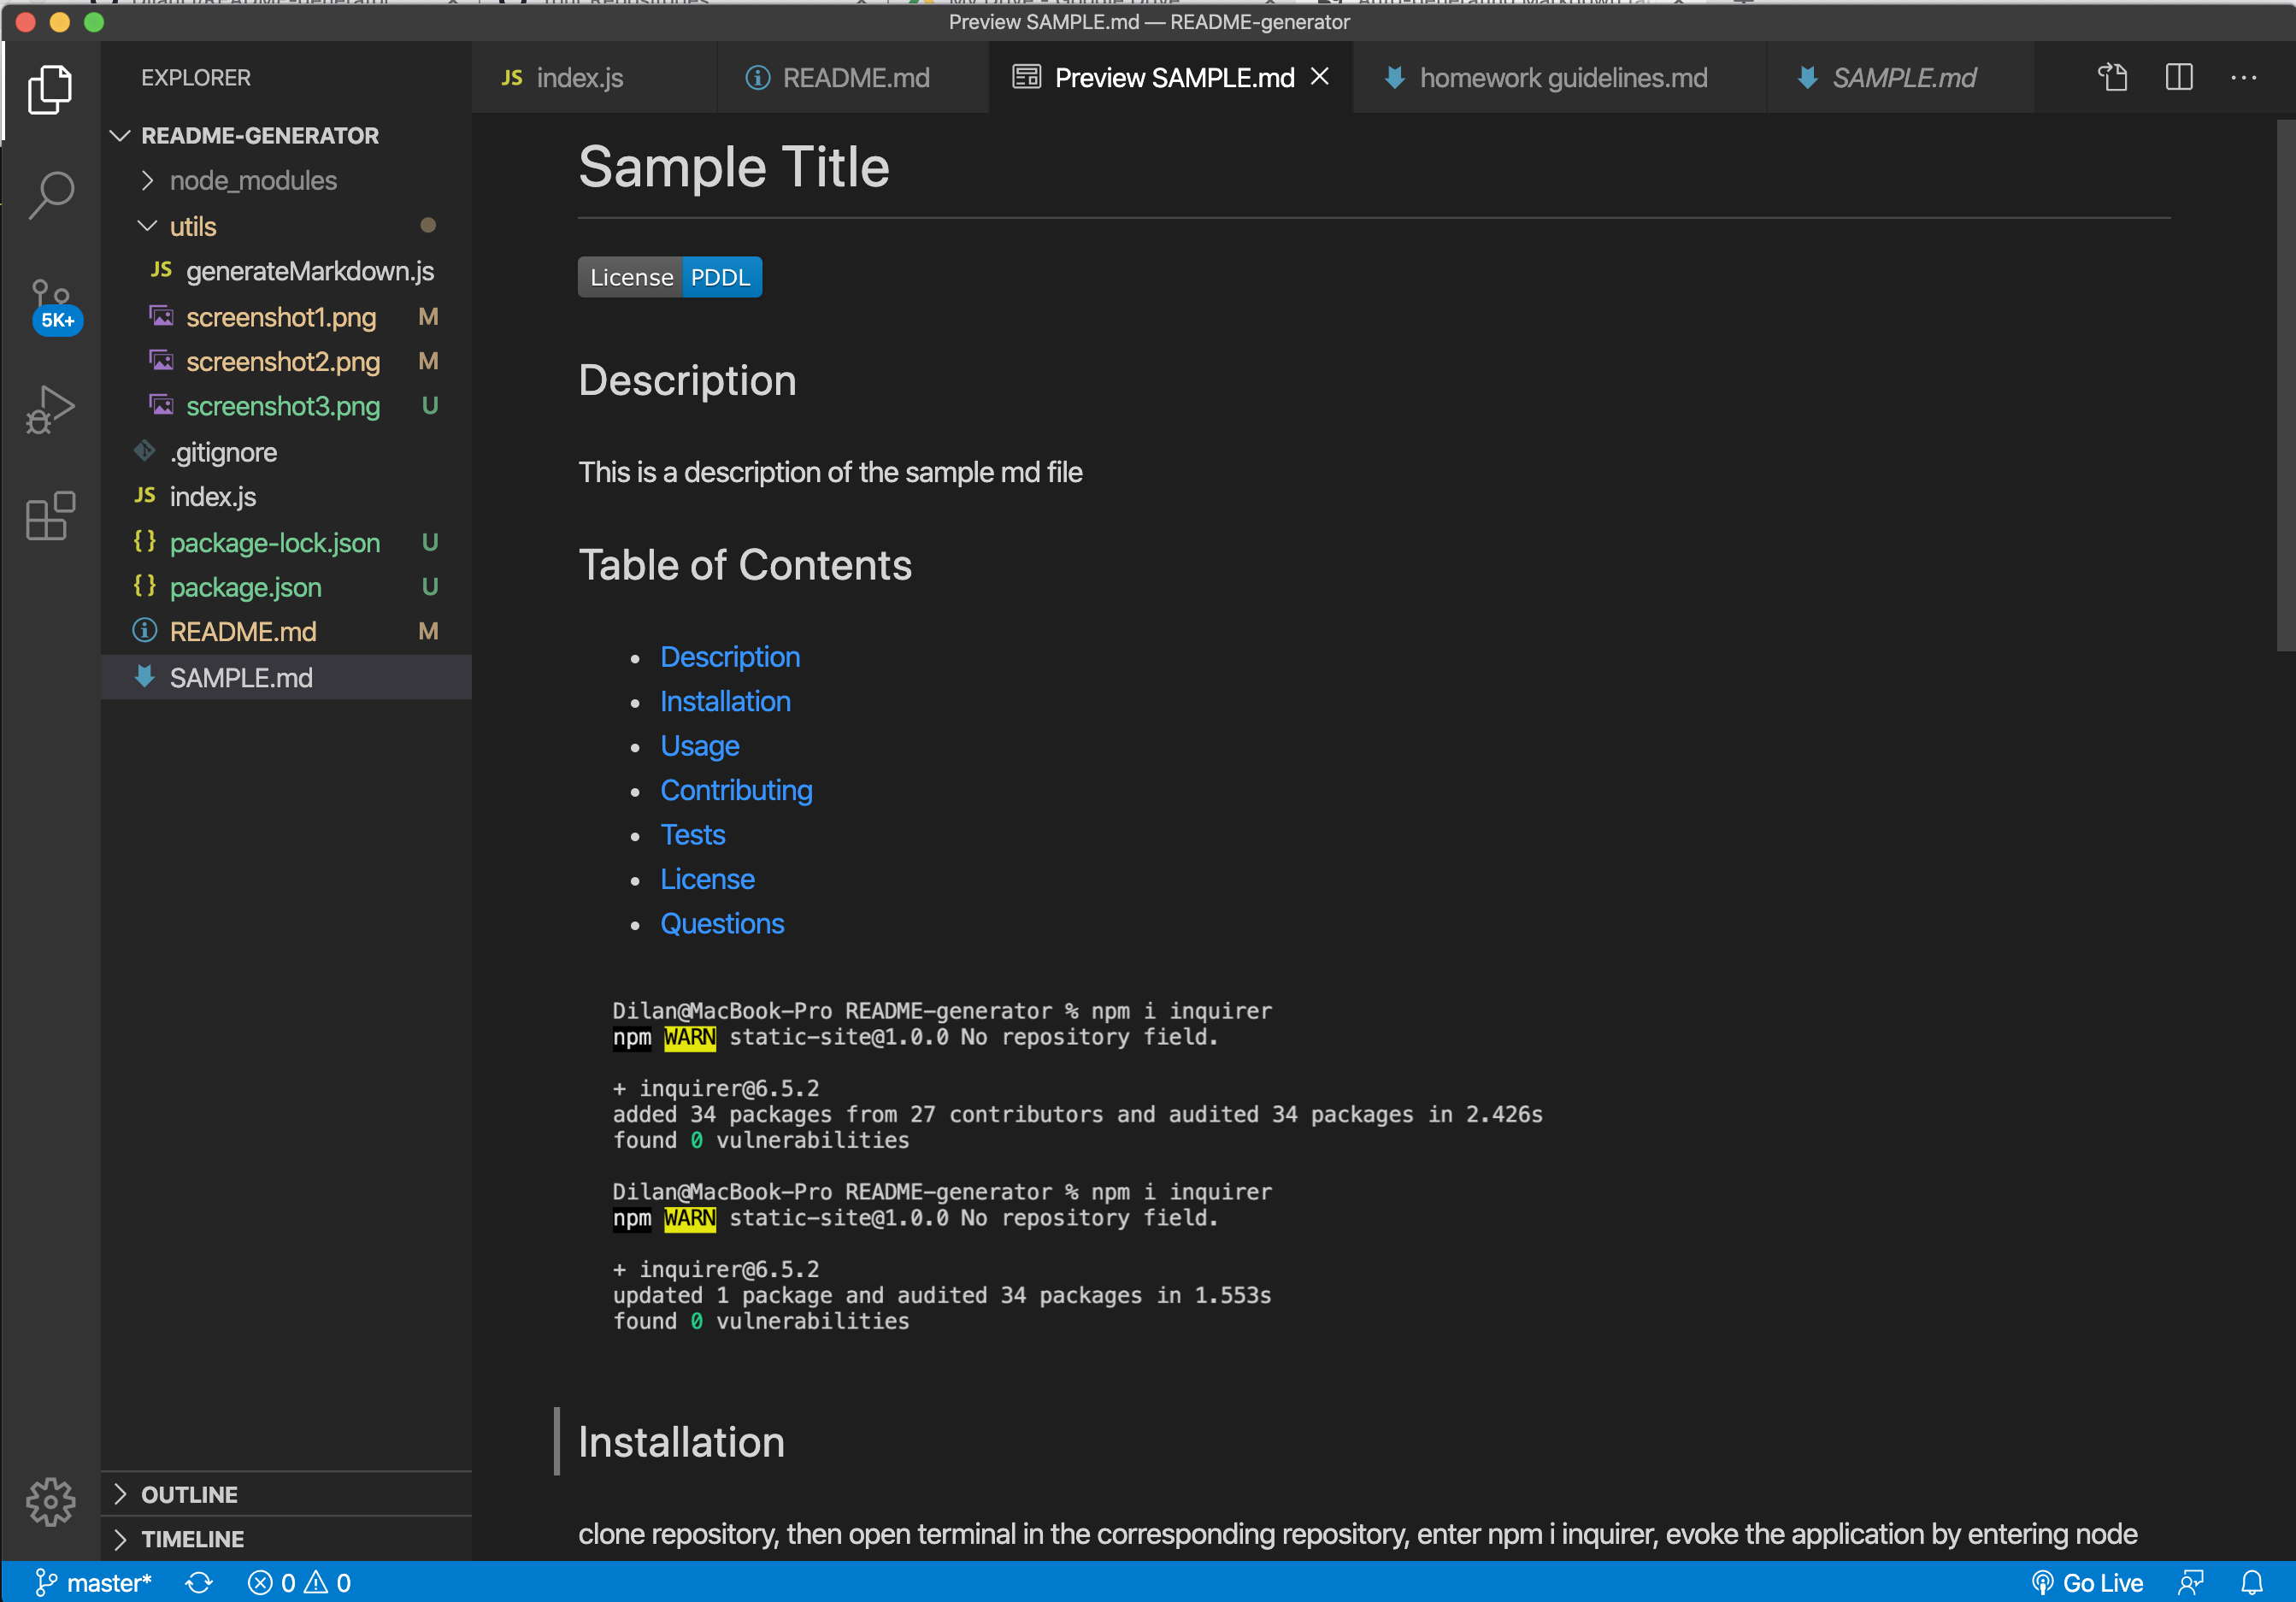 Preview SAMPLE.md — README-generator
EXPLORER
JS index.js
README.md
Preview SAMPLE.md
homework guidelines.md
SAMPLE.md
README-GENERATOR
node_modules
utils
JS generateMarkdown.js
screenshot1.png M
screenshot2.png M
screenshot3.png U
.gitignore
JS index.js
{} package-lock.json U
{} package.json U
README.md M
SAMPLE.md
5K+
OUTLINE
TIMELINE
Sample Title
License PDDL
Description
This is a description of the sample md file
Table of Contents
• Description
• Installation
• Usage
• Contributing
• Tests
• License
• Questions
Dilan@MacBook-Pro README-generator % npm i inquirer
npm WARN static-site@1.0.0 No repository field.
+ inquirer@6.5.2
added 34 packages from 27 contributors and audited 34 packages in 2.426s
found 0 vulnerabilities
Dilan@MacBook-Pro README-generator % npm i inquirer
npm WARN static-site@1.0.0 No repository field.
+ inquirer@6.5.2
updated 1 package and audited 34 packages in 1.553s
found 0 vulnerabilities
Installation
clone repository, then open terminal in the corresponding repository, enter npm i inquirer, evoke the application by entering node
master* 0 0 Go Live